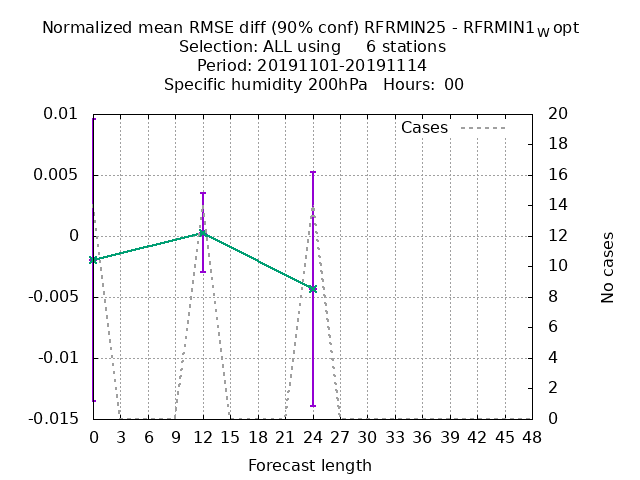 Normalized mean RMSE diff (90% conf) RFRMIN25 - RFRMIN1W opt
Selection: ALL using 6 stations
Period: 20191101-20191114
Specific humidity 200hPa Hours: 00
Cases
0.01
0.005
0
-0.005
-0.01
-0.015
20
18
16
14
12
10
8
6
4
2
0
No cases
0 3 6 9 12 15 18 21 24 27 30 33 36 39 42 45 48
Forecast length